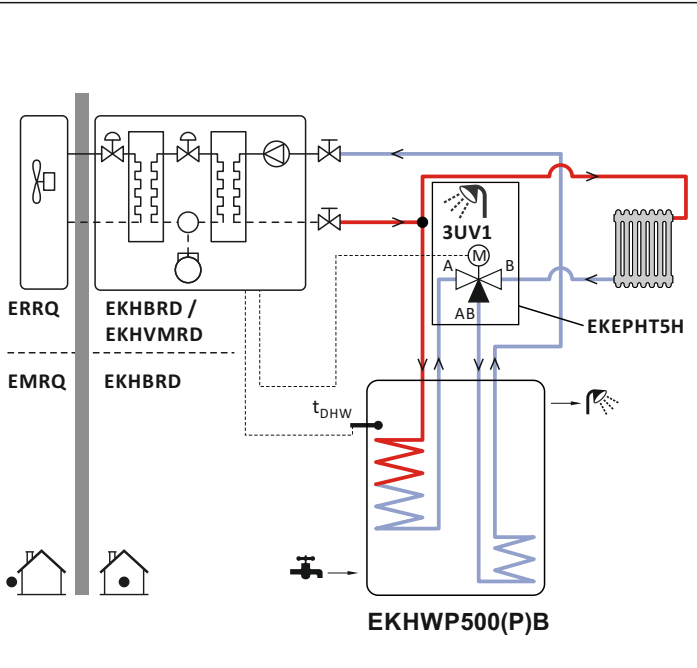 3UV1
M
A
B
AB
ERRQ
EKHBRD /
EKHVMRD
EKEPHT5H
EMRQ
EKHBRD
tDHW
EKHWP500(P)B